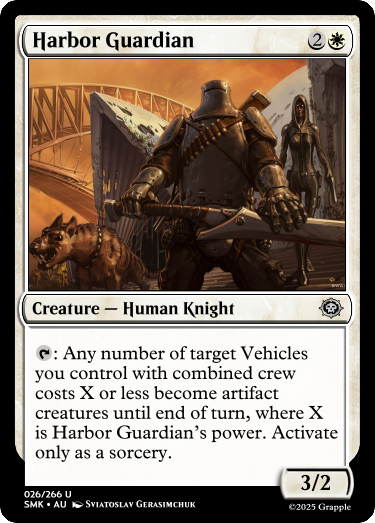 Harbor Guardian 2
Creature — Human Knight
: Any number of target Vehicles
you control with combined crew
costs X or less become artifact
creatures until end of turn, where X
is Harbor Guardian's power. Activate
only as a sorcery.
3/2
026/266 U
SMK • AU Sviatoslav Gerasimchuk
©2025 Grapple